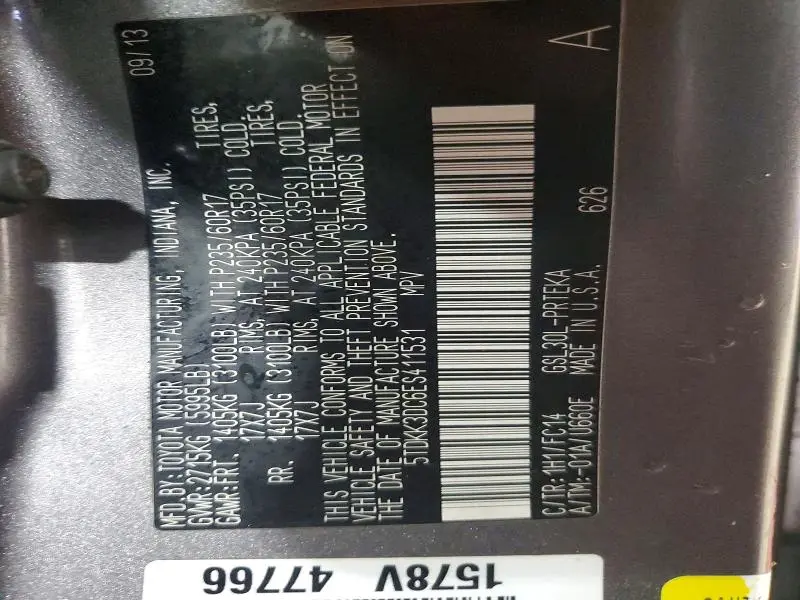 MFD.BY:TOYOTA MOTOR MANUFACTURING, INDIANA, INC. 09/13
GVWR:2715KG (5995LB)
GAWR:FRT. 1405KG (3100LB) WITH P235/60R17 TIRES,
17X7J RIMS, AT 240KPA (35PSI) COLD.
RR. 1405KG (3100LB) WITH P235/60R17 TIRES,
17X7J RIMS, AT 240KPA (35PSI) COLD.
THIS VEHICLE CONFORMS TO ALL APPLICABLE FEDERAL MOTOR
VEHICLE SAFETY AND THEFT PREVENTION STANDARDS IN EFFECT ON
THE DATE OF MANUFACTURE SHOWN ABOVE.
5TDKK3DC6ES411531 MPV
C/TR:1H1/FC14 GSL30L-PRTEKA 626
A/TM:-01A/U660E MADE IN U.S.A. A
1578V 47766